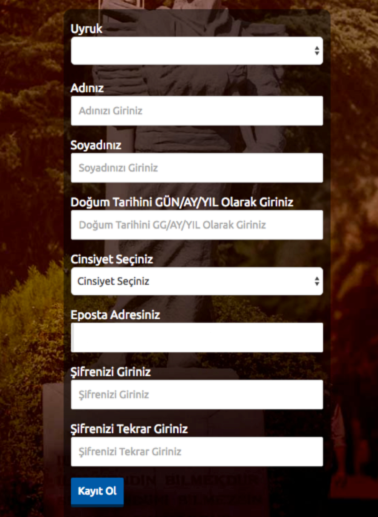 Uyruk
Adınız
Adınızı Giriniz
Soyadınız
Soyadınızı Giriniz
Doğum Tarihini GÜN/AY/YIL Olarak Giriniz
Doğum Tarihini GG/AY/YIL Olarak Giriniz
Cinsiyet Seçiniz
Cinsiyet Seçiniz
Eposta Adresiniz
Şifrenizi Giriniz
Şifrenizi Giriniz
Şifrenizi Tekrar Giriniz
Şifrenizi Tekrar Giriniz
Kayıt Ol